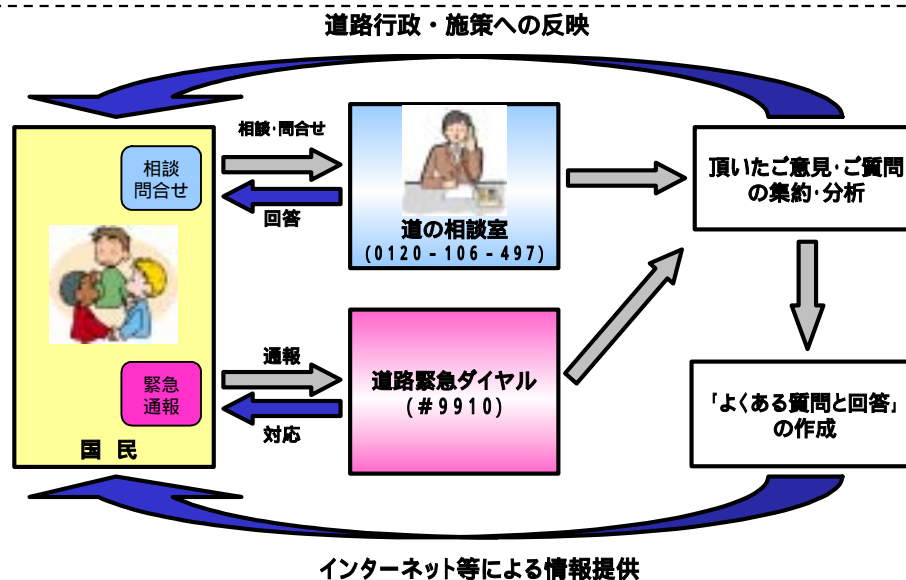 道路行政・施策への反映
相談・問合せ
相談
問合せ
回答
道の相談室
(0120-106-497)
頂いたご意見・ご質問
の集約・分析
緊急
通報
国 民
通報
対応
道路緊急ダイヤル
(#9910)
「よくある質問と回答」
の作成
インターネット等による情報提供